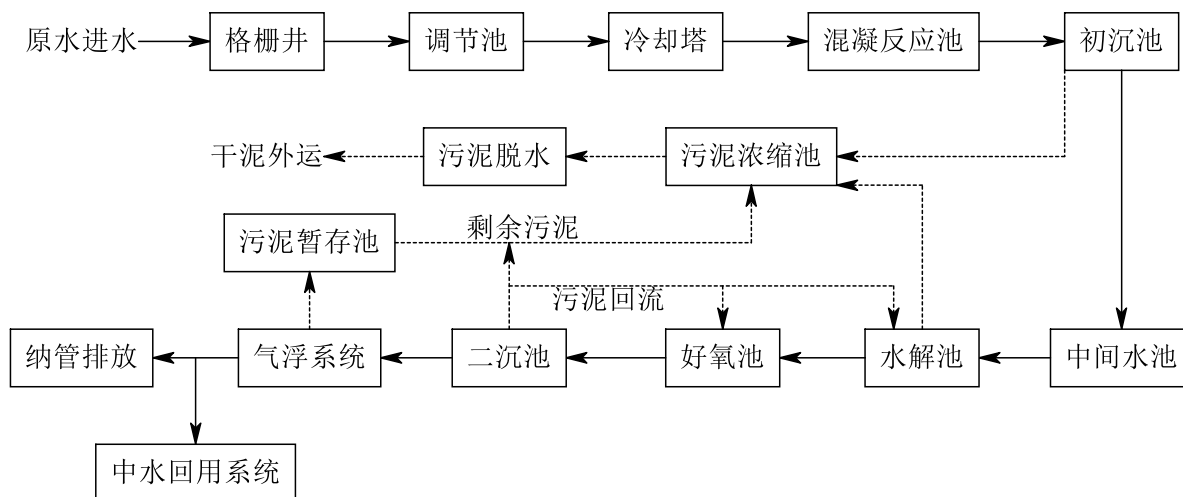 原水进水
格栅井
调节池
冷却塔
混凝反应池
初沉池
干泥外运
污泥脱水
污泥浓缩池
污泥暂存池
剩余污泥
污泥回流
纳管排放
气浮系统
二沉池
好氧池
水解池
中间水池
中水回用系统